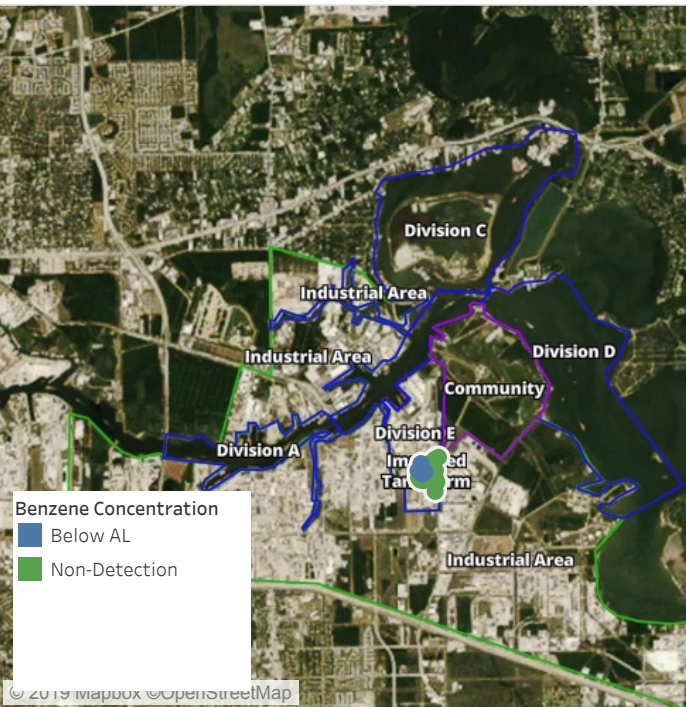 Division C
Industrial Area
Industrial Area
Division D
Community
Division E
Division A
Industrial Area
Benzene Concentration
Below AL
Non-Detection
© 2019 Mapbox ©OpenStreetMap